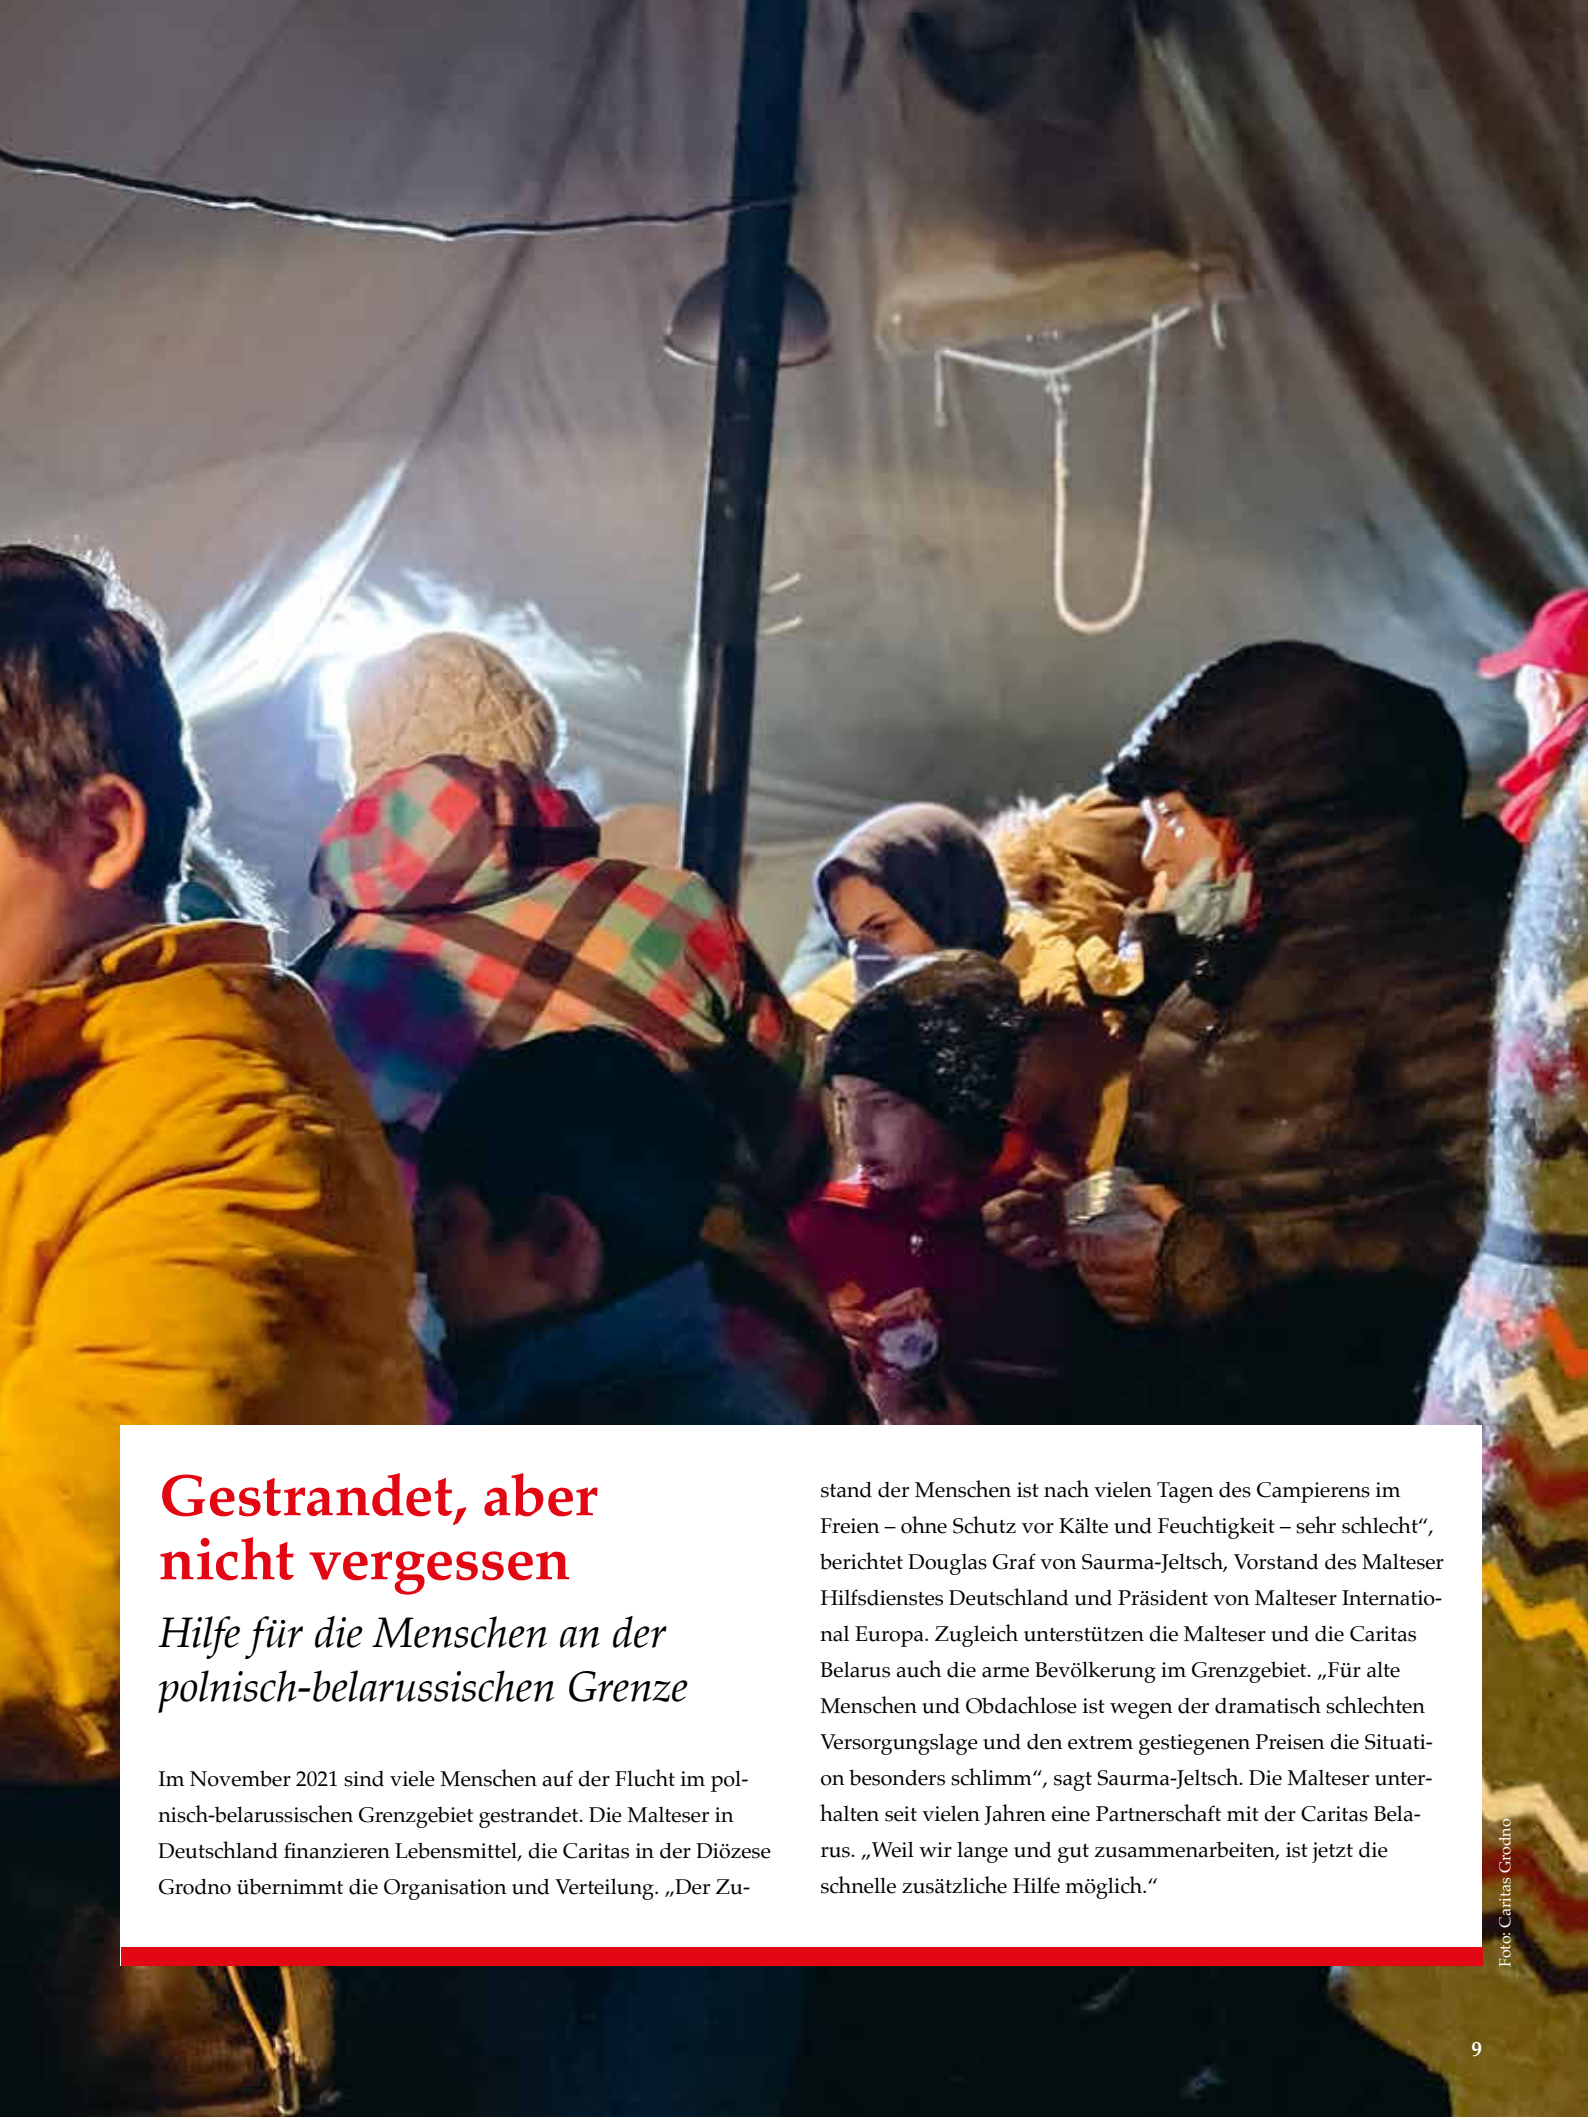 Gestrandet, aber
nicht vergessen
Hilfe für die Menschen an der
polnisch-belarussischen Grenze
Im November 2021 sind viele Menschen auf der Flucht im pol-
nisch-belarussischen Grenzgebiet gestrandet. Die Malteser in
Deutschland finanzieren Lebensmittel, die Caritas in der Diözese
Grodno übernimmt die Organisation und Verteilung. „Der Zu-
stand der Menschen ist nach vielen Tagen des Campierens im
Freien – ohne Schutz vor Kälte und Feuchtigkeit – sehr schlecht“,
berichtet Douglas Graf von Saurma-Jeltsch, Vorstand des Malteser
Hilfsdienstes Deutschland und Präsident von Malteser Internatio-
nal Europa. Zugleich unterstützen die Malteser und die Caritas
Belarus auch die arme Bevölkerung im Grenzgebiet. „Für alte
Menschen und Obdachlose ist wegen der dramatisch schlechten
Versorgungslage und den extrem gestiegenen Preisen die Situati-
on besonders schlimm“, sagt Saurma-Jeltsch. Die Malteser unter-
halten seit vielen Jahren eine Partnerschaft mit der Caritas Bela-
rus. „Weil wir lange und gut zusammenarbeiten, ist jetzt die
schnelle zusätzliche Hilfe möglich.“
Foto: Caritas Grodno
9